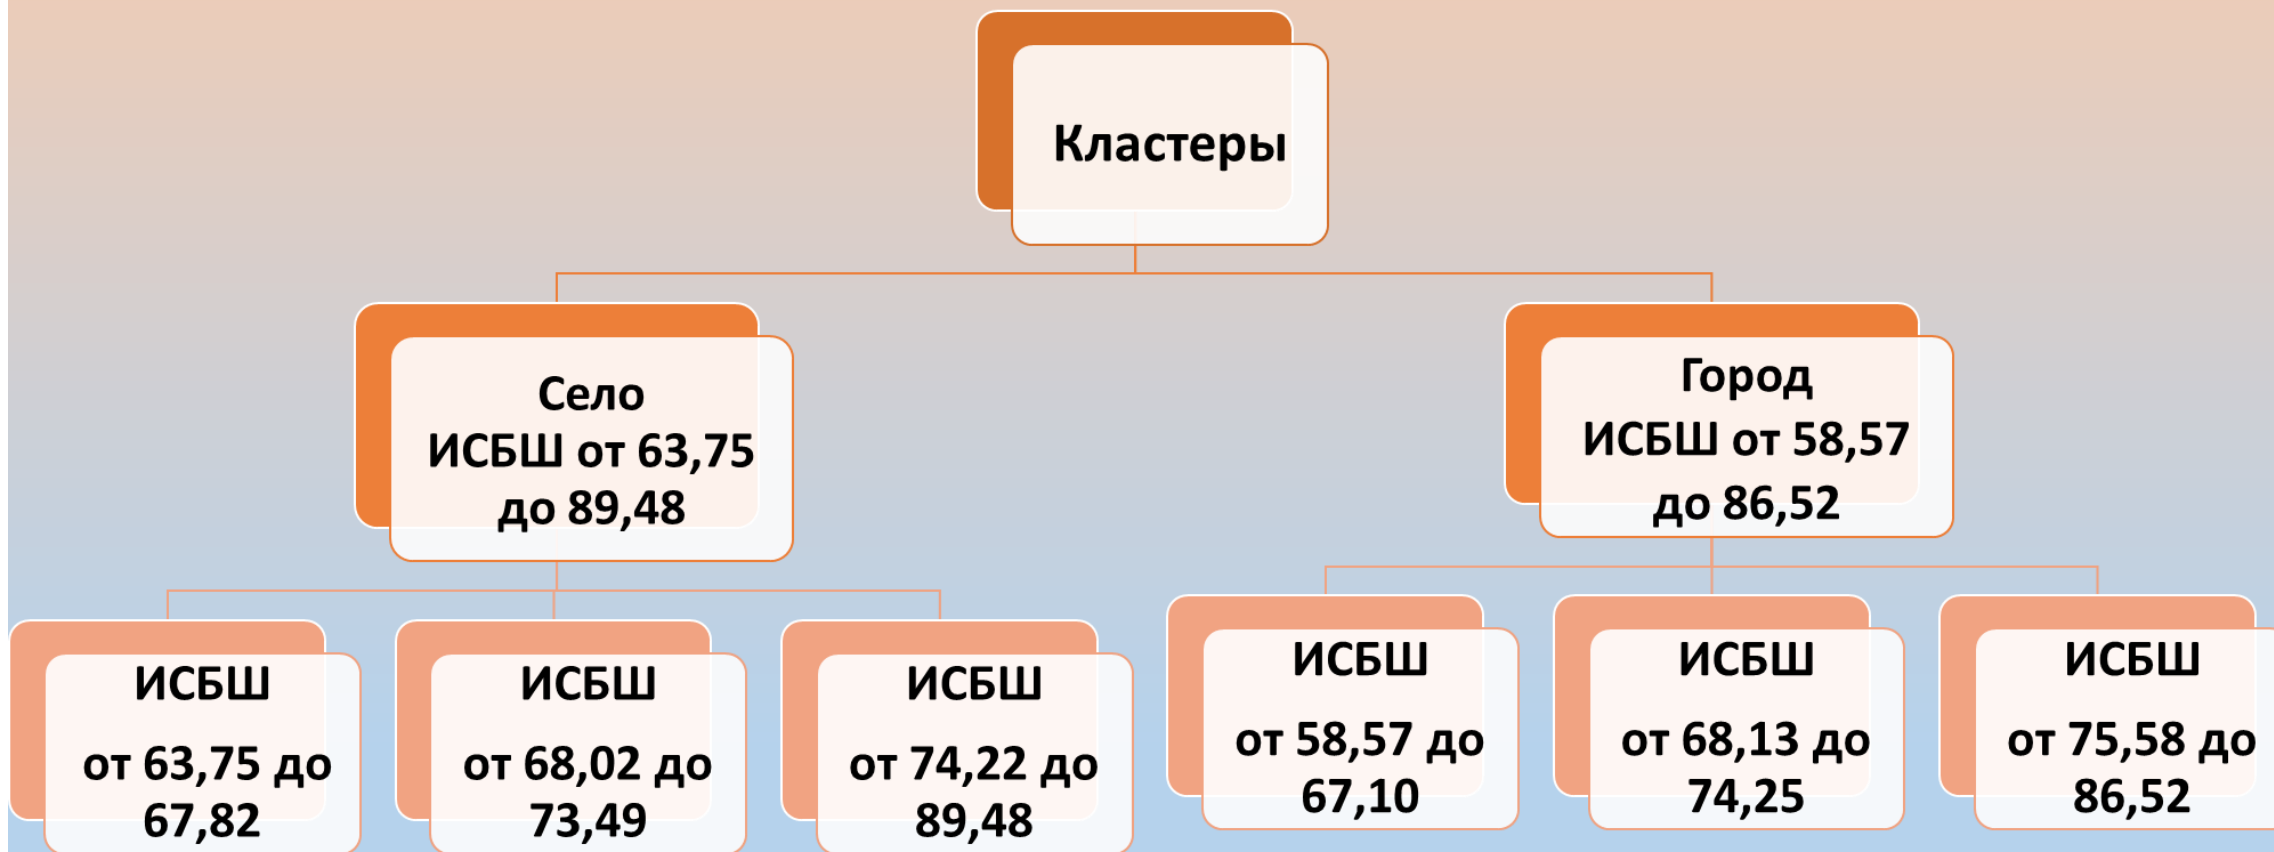 Кластеры
Село
ИСБШ от 63,75
до 89,48
Город
ИСБШ от 58,57
до 86,52
ИСБШ
от 63,75 до
67,82
ИСБШ
от 68,02 до
73,49
ИСБШ
от 74,22 до
89,48
ИСБШ
от 58,57 до
67,10
ИСБШ
от 68,13 до
74,25
ИСБШ
от 75,58 до
86,52